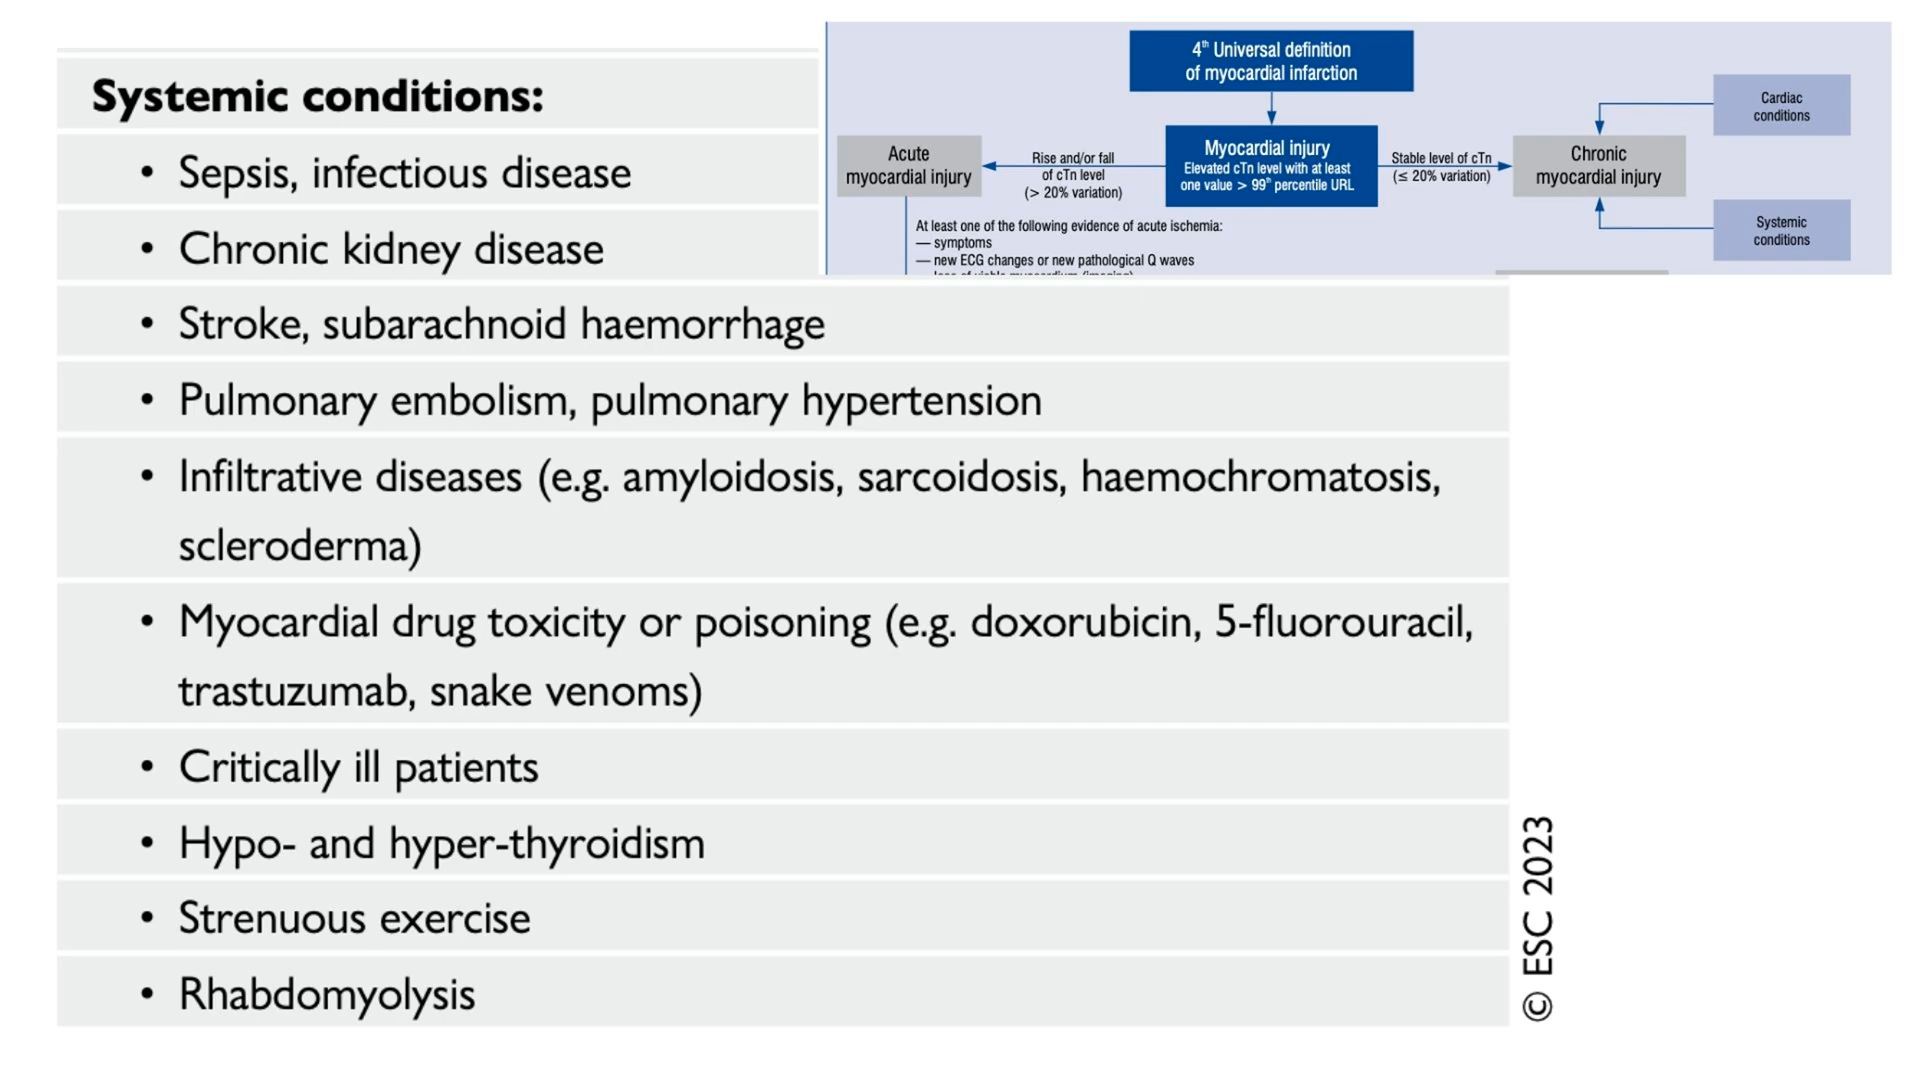 Systemic conditions:
• Sepsis, infectious disease
• Chronic kidney disease
• Stroke, subarachnoid haemorrhage
• Pulmonary embolism, pulmonary hypertension
• Infiltrative diseases (e.g. amyloidosis, sarcoidosis, haemochromatosis,
scleroderma)
• Myocardial drug toxicity or poisoning (e.g. doxorubicin, 5-fluorouracil,
trastuzumab, snake venoms)
• Critically ill patients
• Hypo- and hyper-thyroidism
• Strenuous exercise
• Rhabdomyolysis
© ESC 2023
4th Universal definition
of myocardial infarction
Acute
myocardial injury
Rise and/or fall
of cTn level
(> 20% variation)
Myocardial injury
Elevated cTn level with at least
one value > 99th percentile URL
Stable level of cTn
(≤ 20% variation)
Chronic
myocardial injury
Cardiac
conditions
Systemic
conditions
At least one of the following evidence of acute ischemia:
— symptoms
— new ECG changes or new pathological Q waves